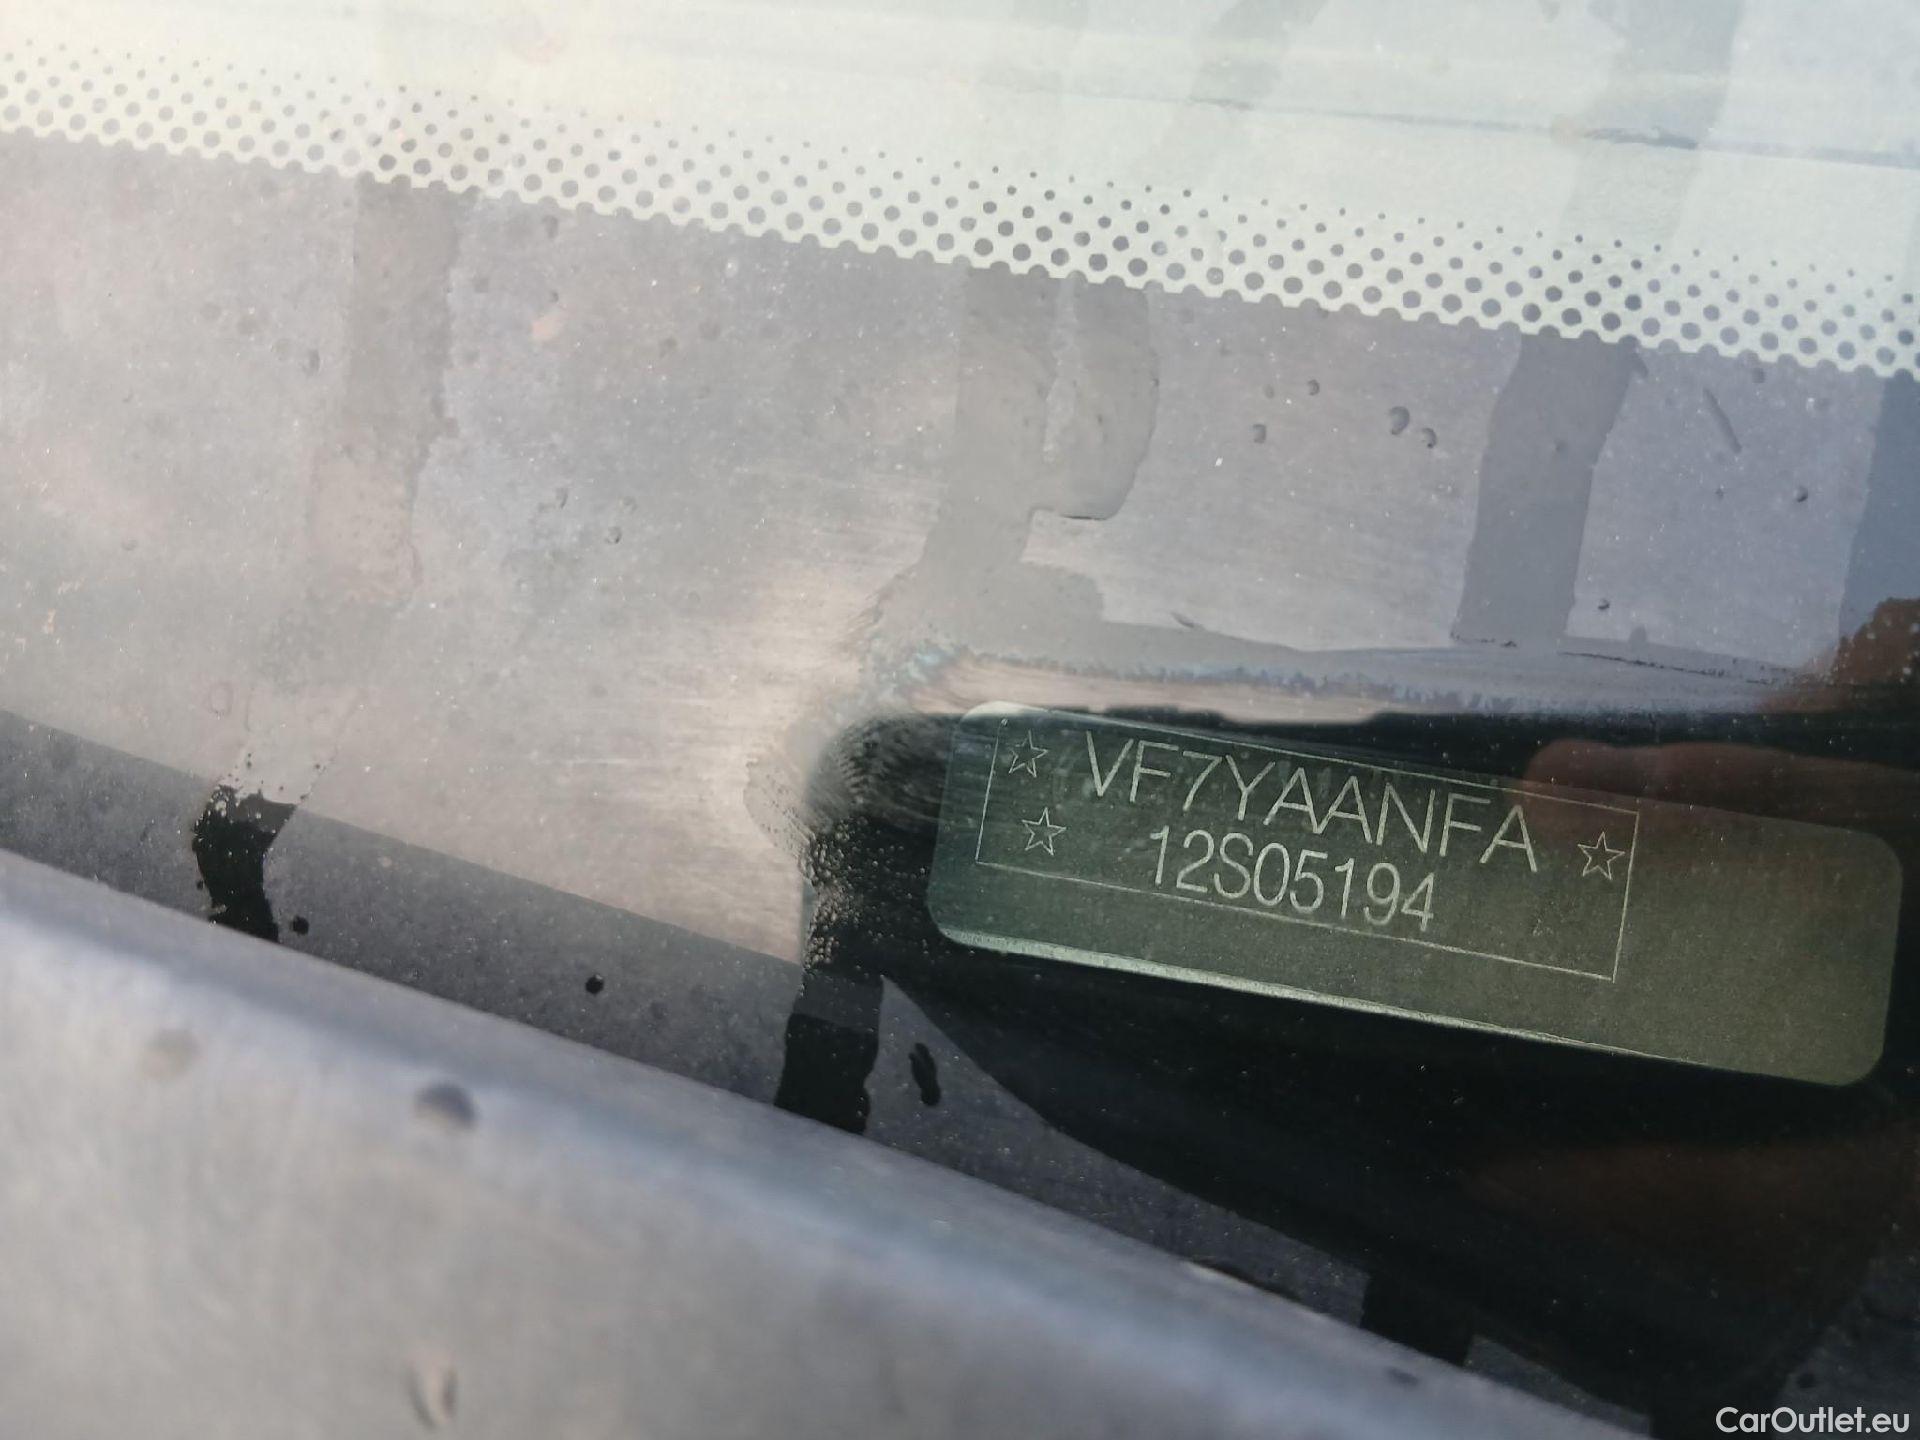 ☆ VF7YAANFA
☆ 12S05194 ☆
CarOutlet.eu